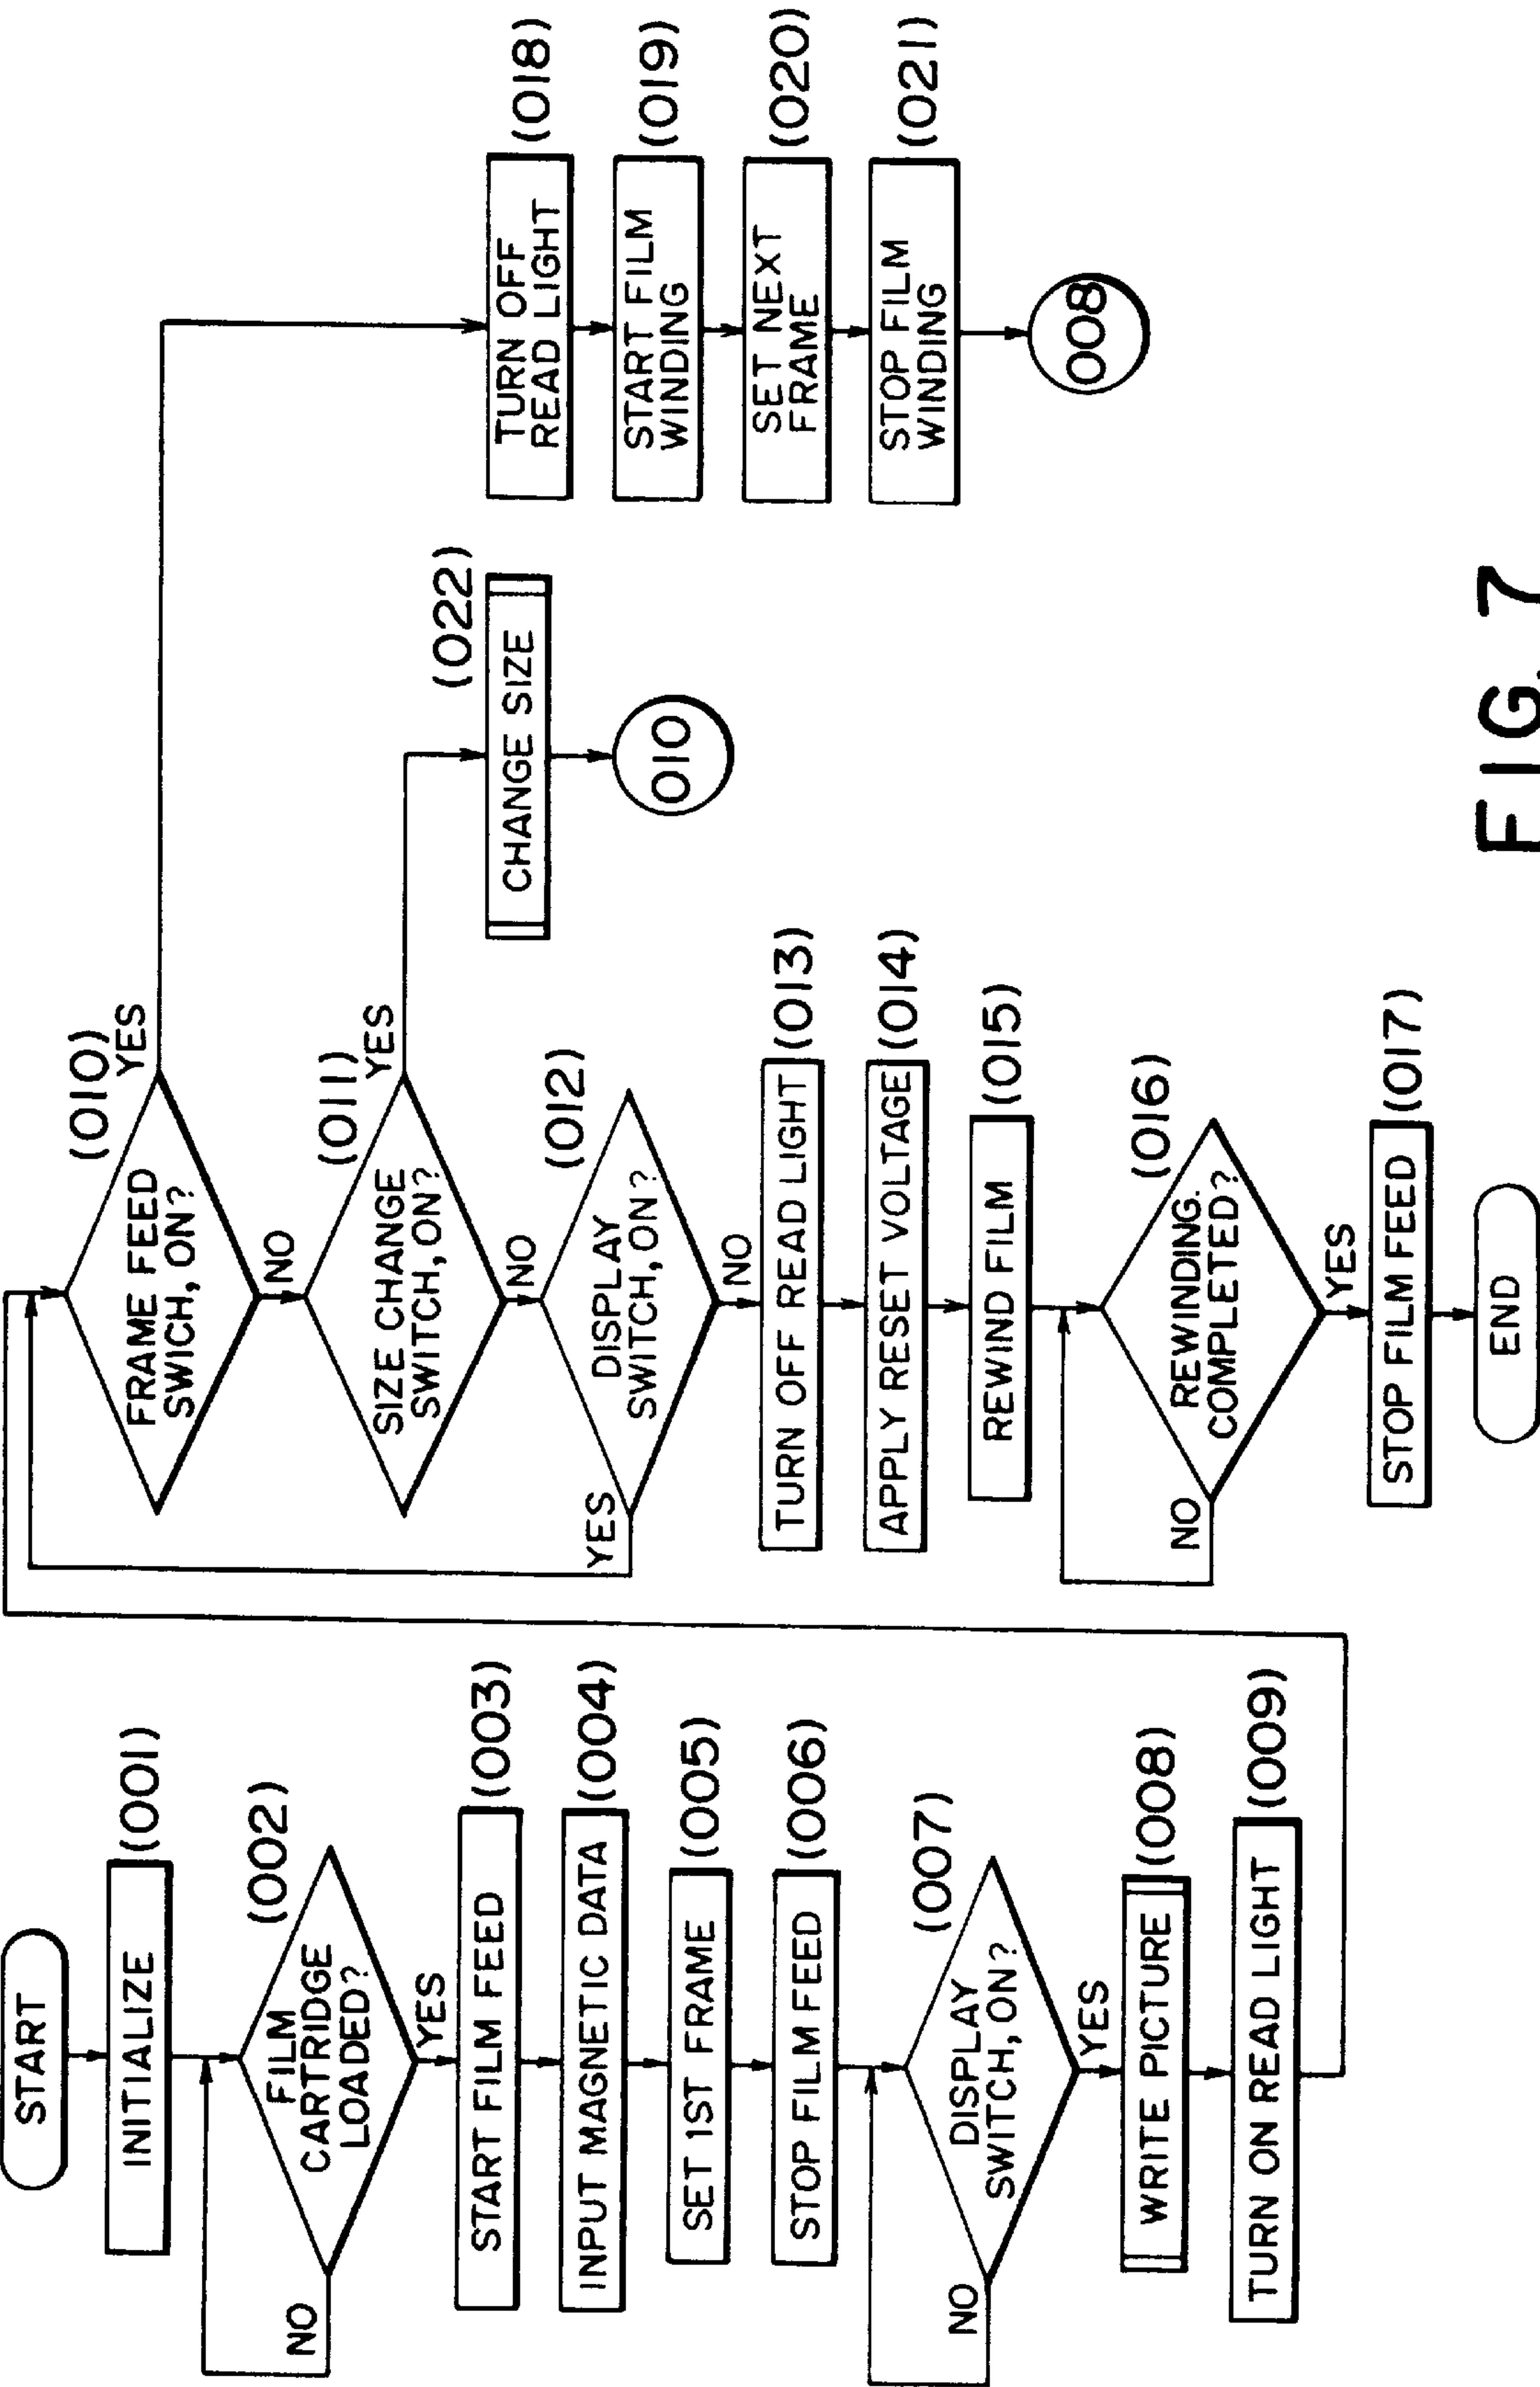 START
INITIALIZE
(001)
FILM
CARTRIDGE
LOADED?
(002)
NO
YES
START FILM FEED
(003)
INPUT MAGNETIC DATA
(004)
SET 1ST FRAME
(005)
STOP FILM FEED
(006)
DISPLAY
SWITCH, ON?
(007)
NO
YES
WRITE PICTURE
(008)
TURN ON READ LIGHT
(009)
FRAME FEED
SWICH, ON?
(010)
YES
NO
SIZE CHANGE
SWITCH, ON?
(011)
YES
NO
DISPLAY
SWITCH, ON?
(012)
YES
NO
TURN OFF READ LIGHT
(013)
APPLY RESET VOLTAGE
(014)
REWIND FILM
(015)
REWINDING.
COMPLETED?
(016)
NO
YES
STOP FILM FEED
(017)
END
(022)
CHANGE SIZE
010
TURN OFF
READ LIGHT
(018)
START FILM
WINDING
(019)
SET NEXT
FRAME
(020)
STOP FILM
WINDING
(021)
008
FIG. 7